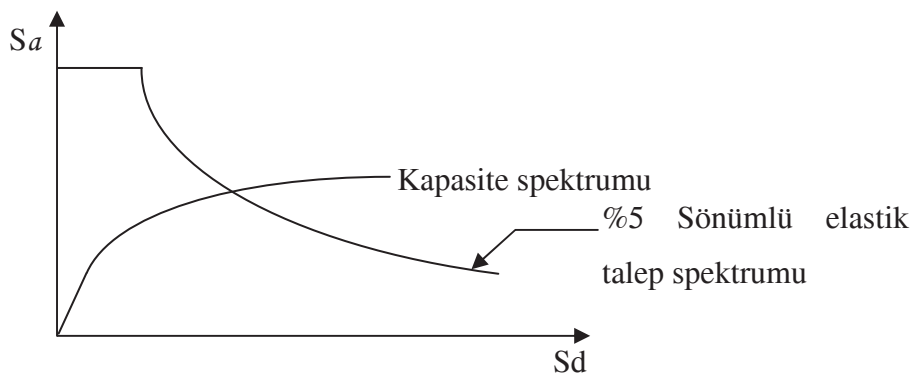 Sa
Kapasite spektrumu
%5 Sönümlü elastik
talep spektrumu
Sd